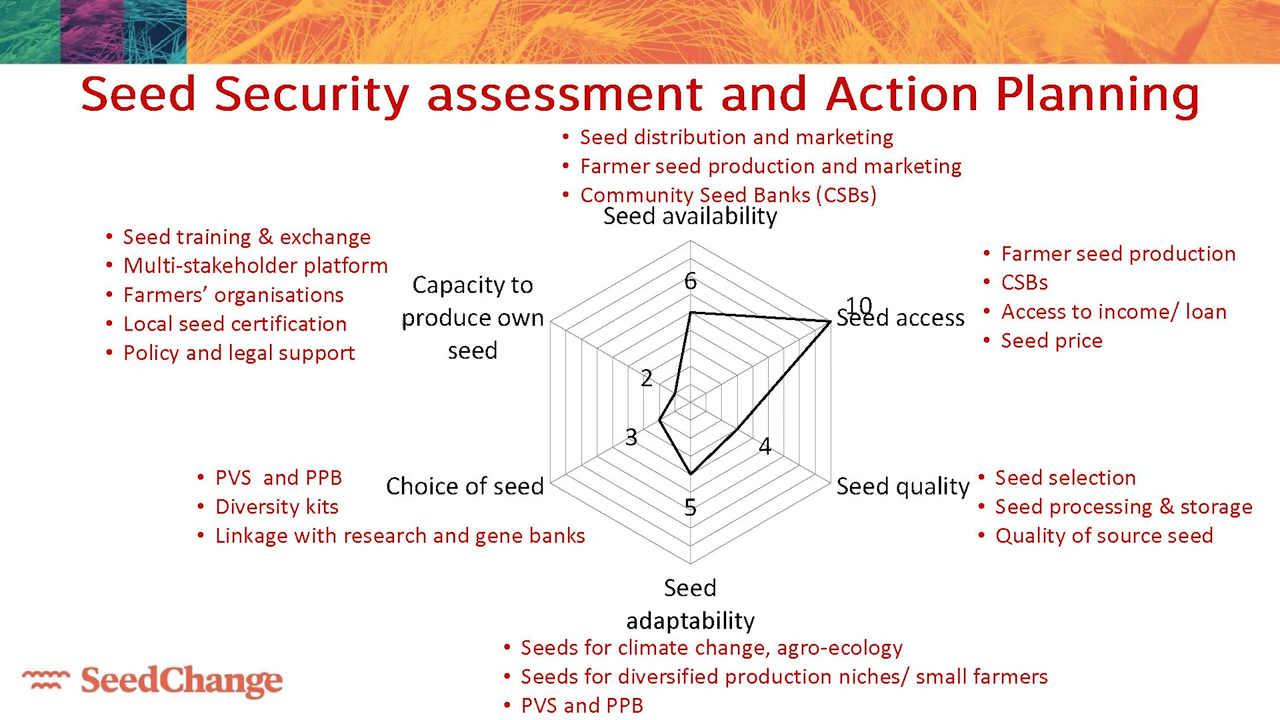 Seed Security assessment and Action Planning
• Seed distribution and marketing
• Farmer seed production and marketing
• Community Seed Banks (CSBs)
Seed availability
6
• Seed training & exchange
• Multi-stakeholder platform
• Farmers’ organisations
• Local seed certification
• Policy and legal support
Capacity to
produce own
seed
2
10
Seed access
• Farmer seed production
• CSBs
• Access to income/ loan
• Seed price
• PVS  and PPB
• Diversity kits
• Linkage with research and gene banks
Choice of seed
3
4
Seed quality
• Seed selection
• Seed processing & storage
• Quality of source seed
5
Seed
adaptability
• Seeds for climate change, agro-ecology
• Seeds for diversified production niches/ small farmers
• PVS and PPB
SeedChange